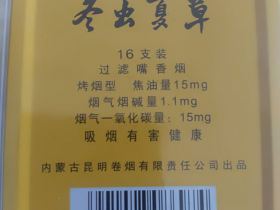 冬虫夏草
16支装
过滤嘴香烟
烤烟型 焦油量15mg
烟气烟碱量1.1mg
烟气一氧化碳量：15mg
吸烟有害健康
内蒙古昆明卷烟有限责任公司出品